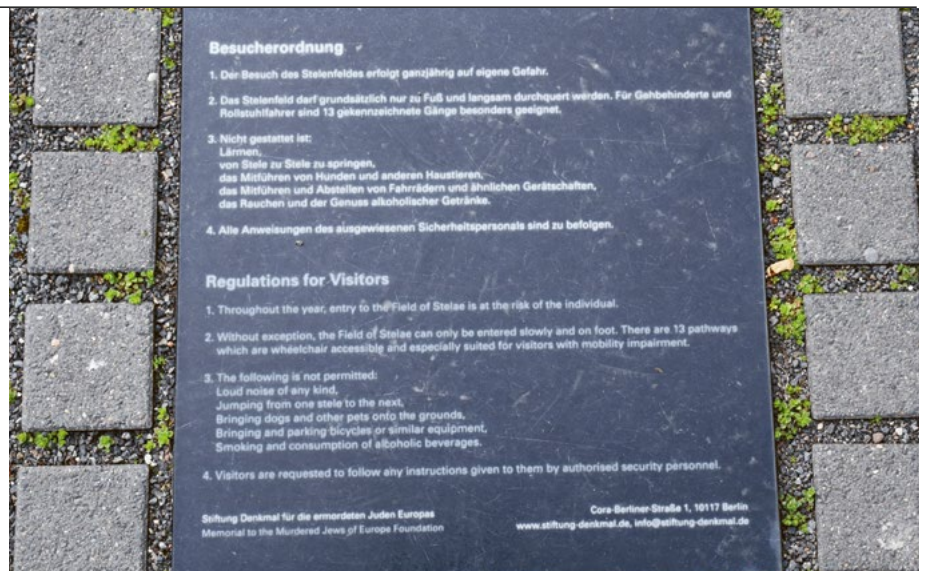 Besucherordnung
1. Der Besuch des Stelenfeldes erfolgt ganzjährig auf eigene Gefahr.
2. Das Stelenfeld darf grundsätzlich nur zu Fuß und langsam durchquert werden. Für Gehbehinderte und
Rollstuhlfahrer sind 13 gekennzeichnete Gänge besonders geeignet.
3. Nicht gestattet ist:
Lärmen,
von Stele zu Stele zu springen,
das Mitführen von Hunden und anderen Haustieren,
das Mitführen und Abstellen von Fahrrädern und ähnlichen Gerätschaften,
das Rauchen und der Genuss alkoholischer Getränke.
4. Alle Anweisungen des ausgewiesenen Sicherheitspersonals sind zu befolgen.
Regulations for Visitors
1. Throughout the year, entry to the Field of Stelae is at the risk of the individual.
2. Without exception, the Field of Stelae can only be entered slowly and on foot. There are 13 pathways
which are wheelchair accessible and especially suited for visitors with mobility impairment.
3. The following is not permitted:
Loud noise of any kind,
Jumping from one stele to the next,
Bringing dogs and other pets onto the grounds,
Bringing and parking bicycles or similar equipment,
Smoking and consumption of alcoholic beverages.
4. Visitors are requested to follow any instructions given to them by authorised security personnel.
Stiftung Denkmal für die ermordeten Juden Europas
Memorial to the Murdered Jews of Europe Foundation
Cora-Berliner-Straße 1, 10117 Berlin
www.stiftung-denkmal.de, info@stiftung-denkmal.de